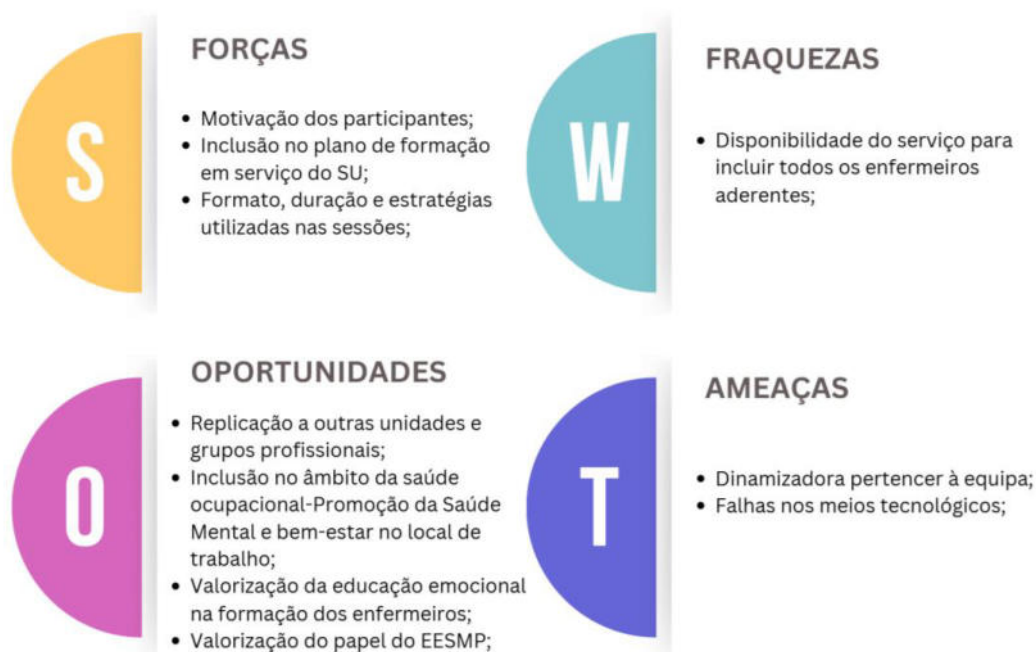 S
FORÇAS
• Motivação dos participantes;
• Inclusão no plano de formação
em serviço do SU;
• Formato, duração e estratégias
utilizadas nas sessões;
W
FRAQUEZAS
• Disponibilidade do serviço para
incluir todos os enfermeiros
aderentes;
O
OPORTUNIDADES
• Replicação a outras unidades e
grupos profissionais;
• Inclusão no âmbito da saúde
ocupacional-Promoção da Saúde
Mental e bem-estar no local de
trabalho;
• Valorização da educação emocional
na formação dos enfermeiros;
• Valorização do papel do EESMP;
T
AMEAÇAS
• Dinamizadora pertencer à equipa;
• Falhas nos meios tecnológicos;